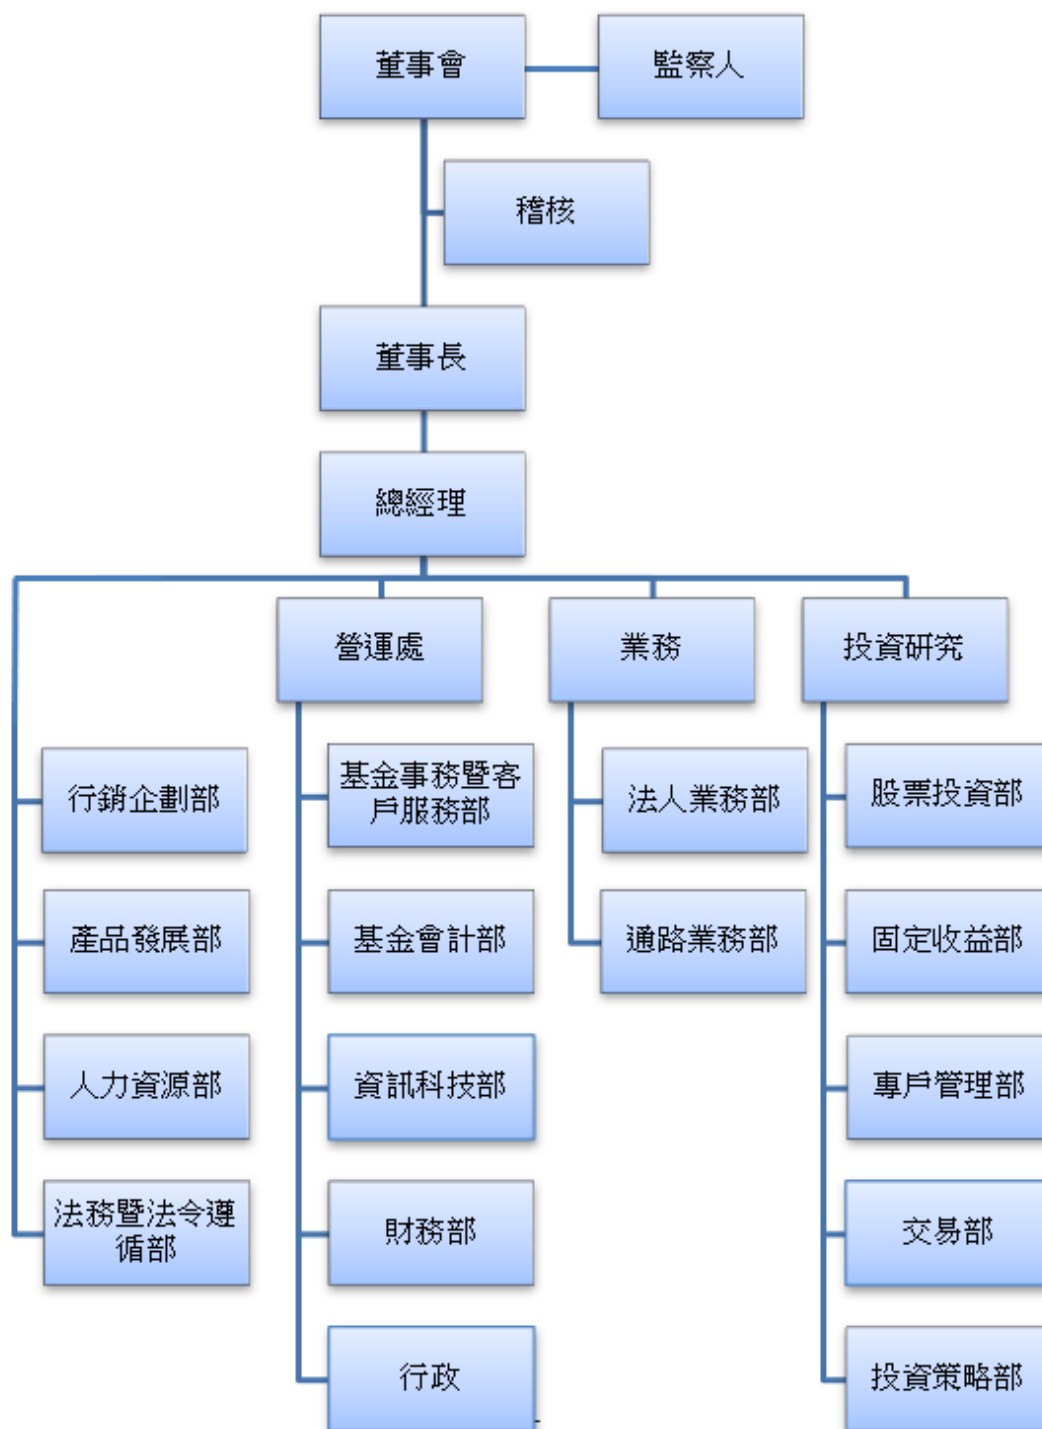 董事會
監察人
稽核
董事長
總經理
營運處
業務
投資研究
行銷企劃部
產品發展部
人力資源部
法務暨法令遵
循部
基金事務暨客
戶服務部
基金會計部
資訊科技部
財務部
行政
法人業務部
通路業務部
股票投資部
固定收益部
專戶管理部
交易部
投資策略部